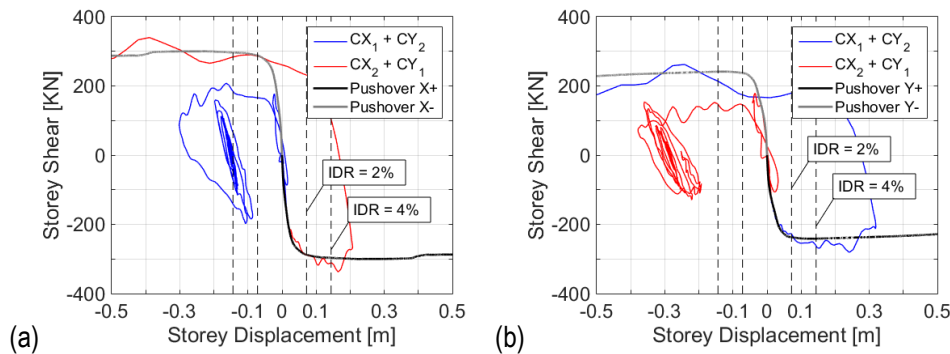 400
200
0
-200
-400
Storey Shear [KN]
CX1 + CY2
CX2 + CY1
Pushover X+
Pushover X-
IDR = 2%
IDR = 4%
-0.5
-0.3
-0.1
0
0.1
0.3
0.5
Storey Displacement [m]
(a)
400
200
0
-200
-400
Storey Shear [KN]
CX1 + CY2
CX2 + CY1
Pushover Y+
Pushover Y-
IDR = 2%
IDR = 4%
-0.5
-0.3
-0.1
0
0.1
0.3
0.5
Storey Displacement [m]
(b)